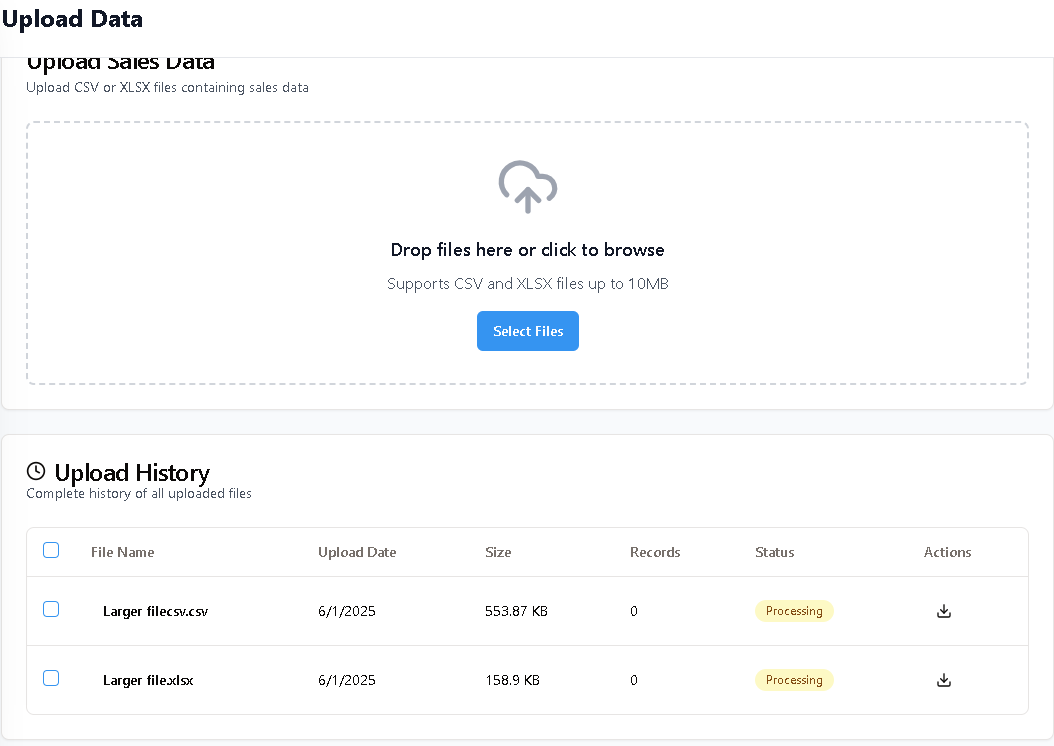 Upload Data
Upload Sales Data
Upload CSV or XLSX files containing sales data
Drop files here or click to browse
Supports CSV and XLSX files up to 10MB
Select Files
Upload History
Complete history of all uploaded files
File Name Upload Date Size Records Status Actions
Larger filecsv.csv 6/1/2025 553.87 KB 0 Processing
Larger file.xlsx 6/1/2025 158.9 KB 0 Processing